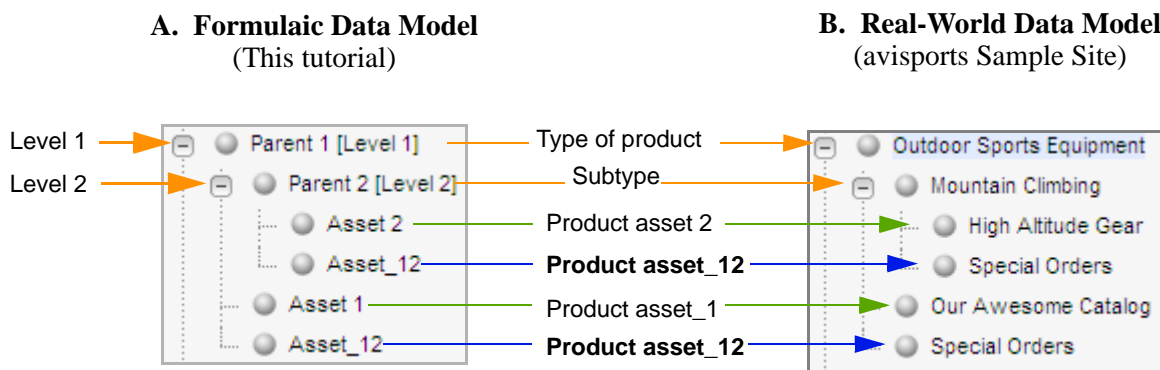 A. Formulaic Data Model
(This tutorial)
B. Real-World Data Model
(avisports Sample Site)
Level 1
Parent 1 [Level 1]
Type of product
Outdoor Sports Equipment
Level 2
Parent 2 [Level 2]
Subtype
Mountain Climbing
Asset 2
Product asset 2
High Altitude Gear
Asset_12
Product asset_12
Special Orders
Asset 1
Product asset_1
Our Awesome Catalog
Asset_12
Product asset_12
Special Orders